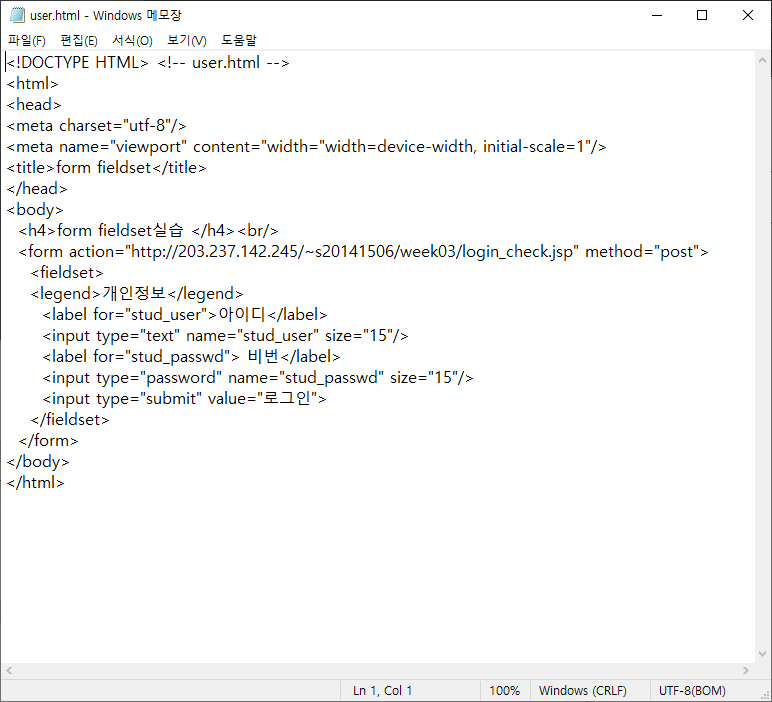 user.html - Windows 메모장
파일(F) 편집(E) 서식(O) 보기(V) 도움말
<!DOCTYPE HTML> <!-- user.html -->
<html>
<head>
<meta charset="utf-8"/>
<meta name="viewport" content="width="width=device-width, initial-scale=1"/>
<title>form fieldset</title>
</head>
<body>
<h4>form fieldset실습 </h4><br/>
<form action="http://203.237.142.245/~s20141506/week03/login_check.jsp" method="post">
<fieldset>
<legend>개인정보</legend>
<label for="stud_user">아이디</label>
<input type="text" name="stud_user" size="15"/>
<label for="stud_passwd"> 비번</label>
<input type="password" name="stud_passwd" size="15"/>
<input type="submit" value="로그인">
</fieldset>
</form>
</body>
</html>
Ln 1, Col 1 100% Windows (CRLF) UTF-8(BOM)